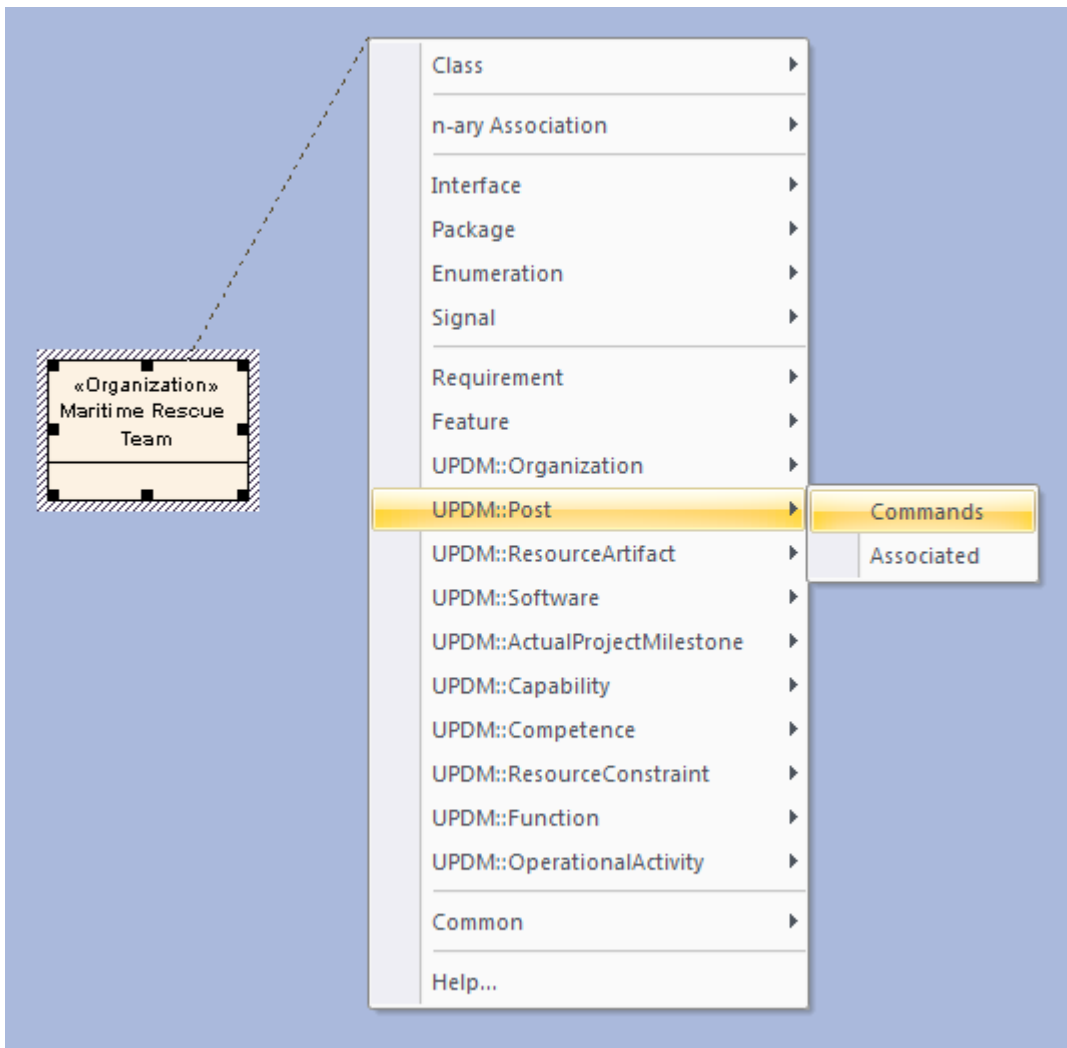 «Organization»
Maritime Rescue
Team
Class
n-ary Association
Interface
Package
Enumeration
Signal
Requirement
Feature
UPDM::Organization
UPDM::Post
Commands
Associated
UPDM::ResourceArtifact
UPDM::Software
UPDM::ActualProjectMilestone
UPDM::Capability
UPDM::Competence
UPDM::ResourceConstraint
UPDM::Function
UPDM::OperationalActivity
Common
Help...